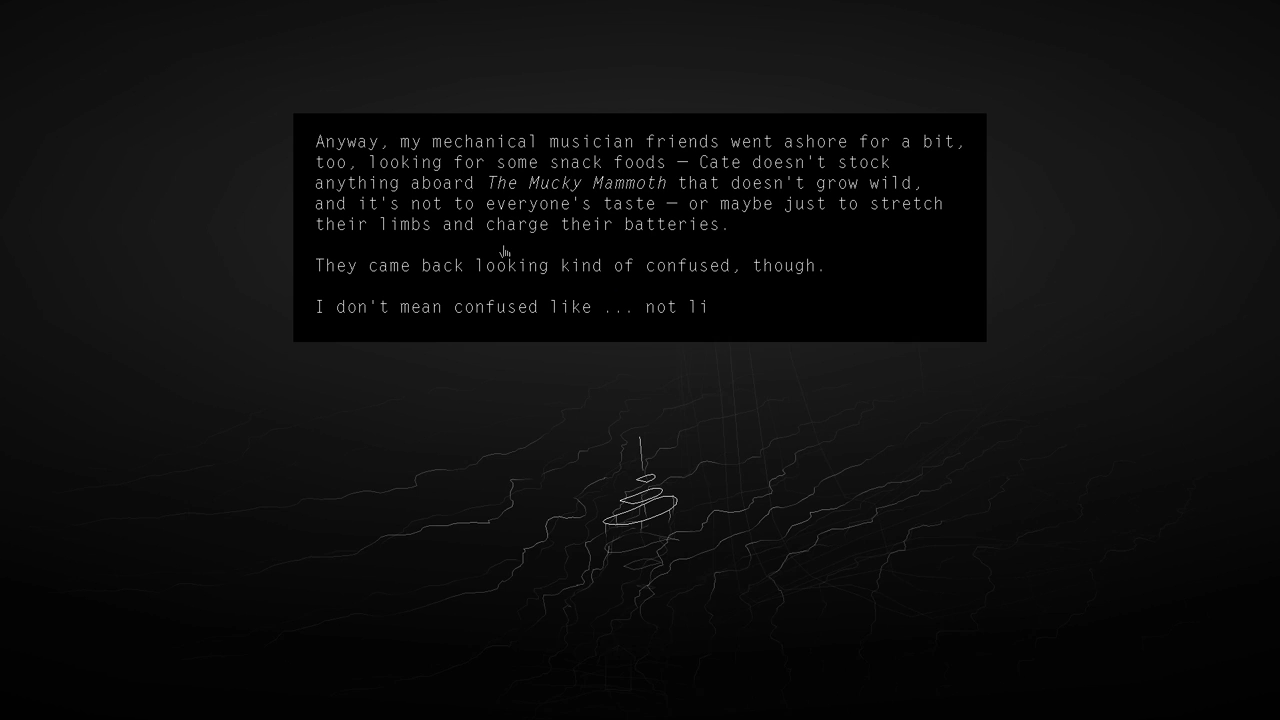 Anyway, my mechanical musician friends went ashore for a bit,
too, looking for some snack foods — Cate doesn't stock
anything aboard The Mucky Mammoth that doesn't grow wild,
and it's not to everyone's taste — or maybe just to stretch
their limbs and charge their batteries.
They came back looking kind of confused, though.
I don't mean confused like ... not li